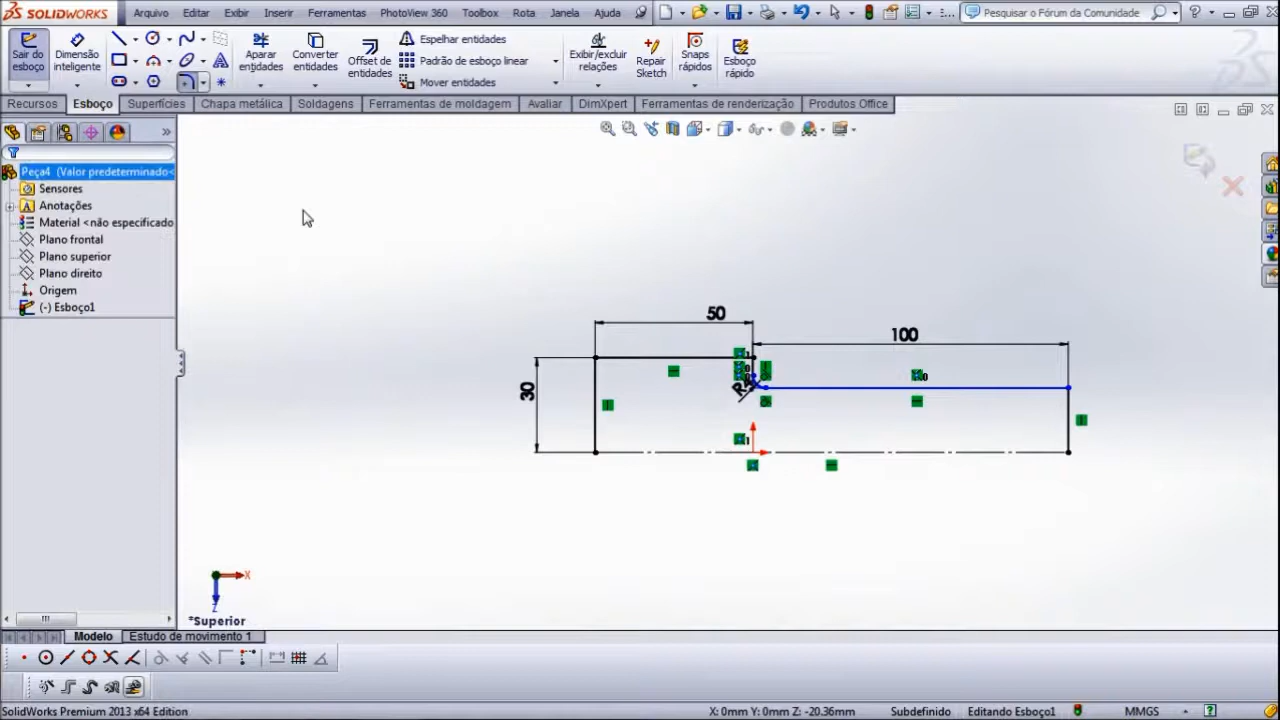 SOLIDWORKS Arquivo Editar Exibir Inserir Ferramentas PhotoView 360 Toolbox Rota Janela Ajuda Pesquisar o Fórum da Comunidade
Sair do esboço
Dimensão inteligente
Aparar entidades
Converter entidades
Offset de entidades
Espelhar entidades
Padrão de esboço linear
Mover entidades
Exibir/excluir relações
Repair Sketch
Snaps rápidos
Esboço rápido
Recursos Esboço Superfícies Chapa metálica Soldagens Ferramentas de moldagem Avaliar DimXpert Ferramentas de renderização Produtos Office
Peça4 (Valor predeterminado<
Sensores
Anotações
Material <não especificado
Plano frontal
Plano superior
Plano direito
Origem
(-) Esboço1
50
100
30
X
Z
*Superior
Modelo Estudo de movimento 1
SolidWorks Premium 2013 x64 Edition X: 0mm Y: 0mm Z: -20.36mm Subdefinido Editando Esboço1 MMGS